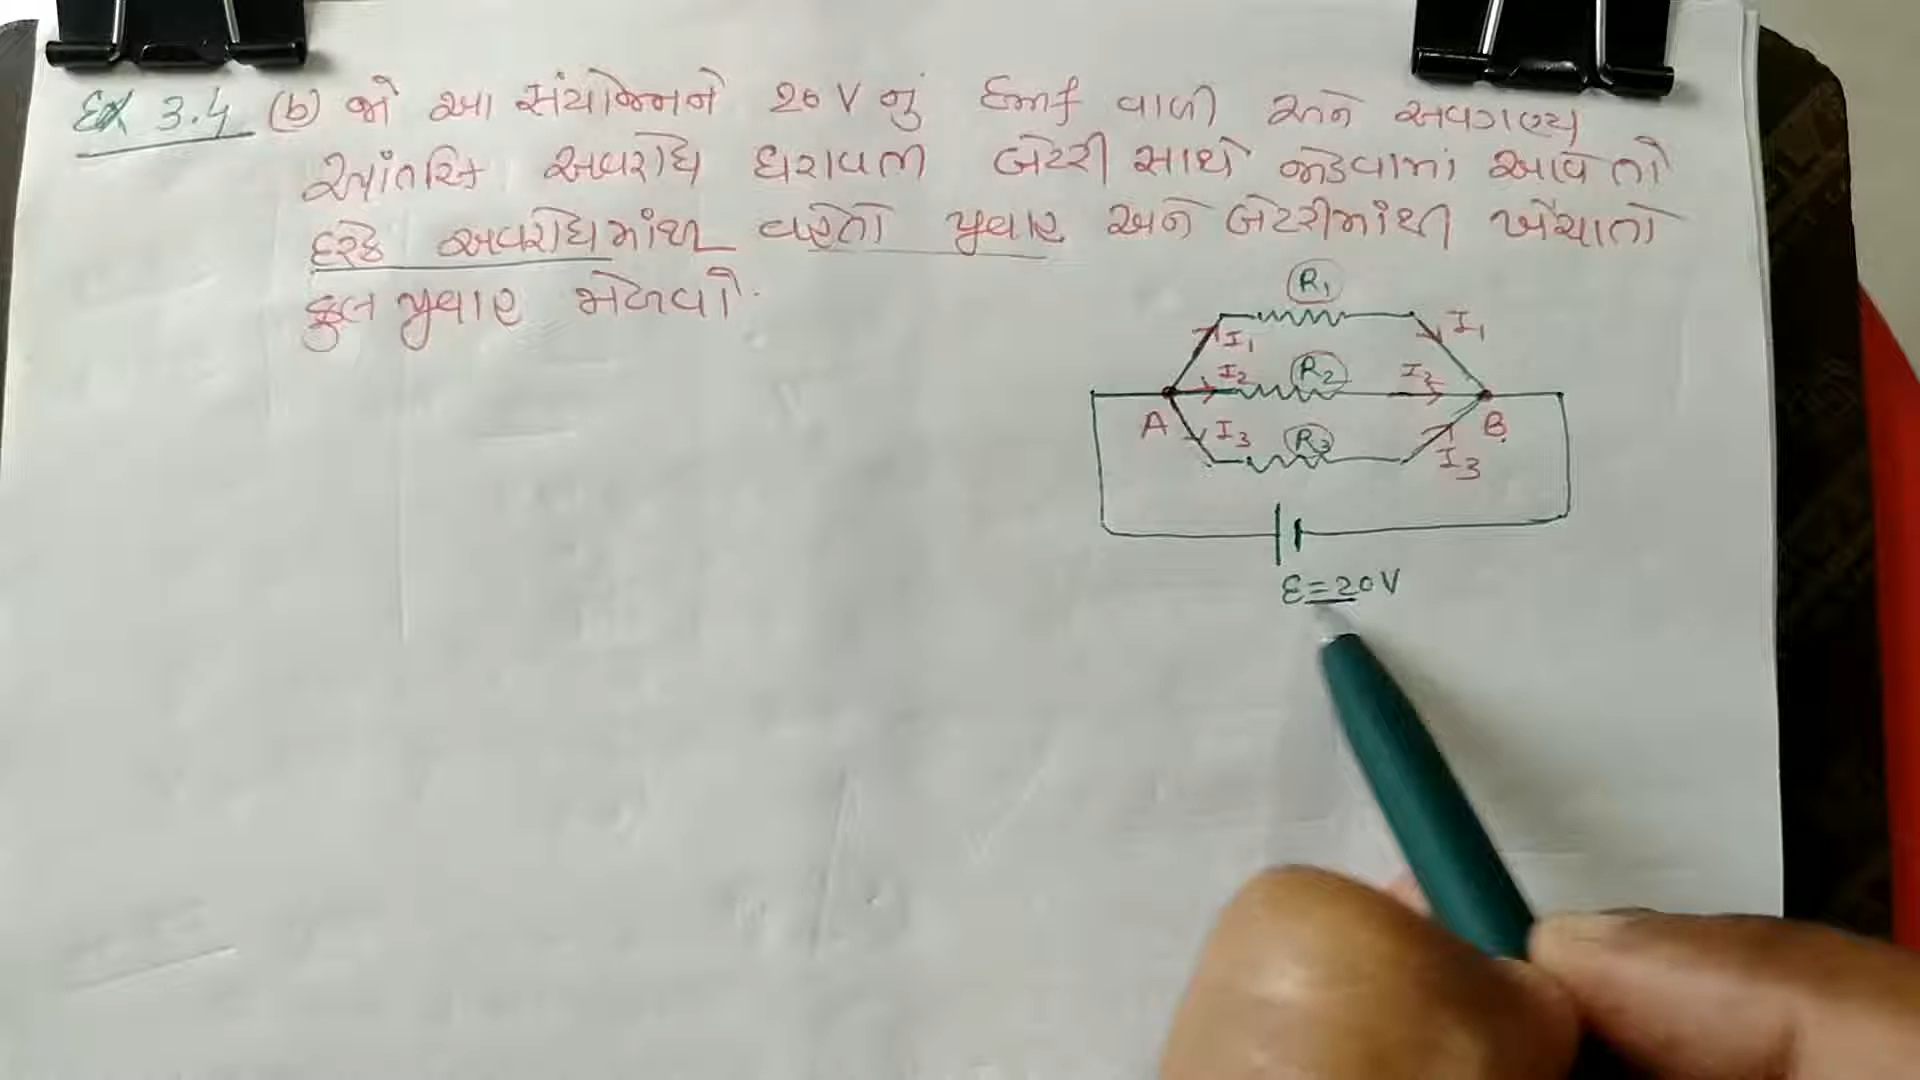 Ex 3.4 (b) જો આ સંયોજનને 20 V નું emf વાળી અને અવગણ્ય
આંતરિક અવરોધ ધરાવતી બેટરી સાથે જોડવામાં આવે તો
દરેક અવરોધમાંથી વહેતો પ્રવાહ અને બેટરીમાંથી ખેંચાતો
કુલ પ્રવાહ મેળવો.
R₁
I₁ I₁
I₂ R₂ I₂
A I₃ R₃ I₃ B
ε=20V